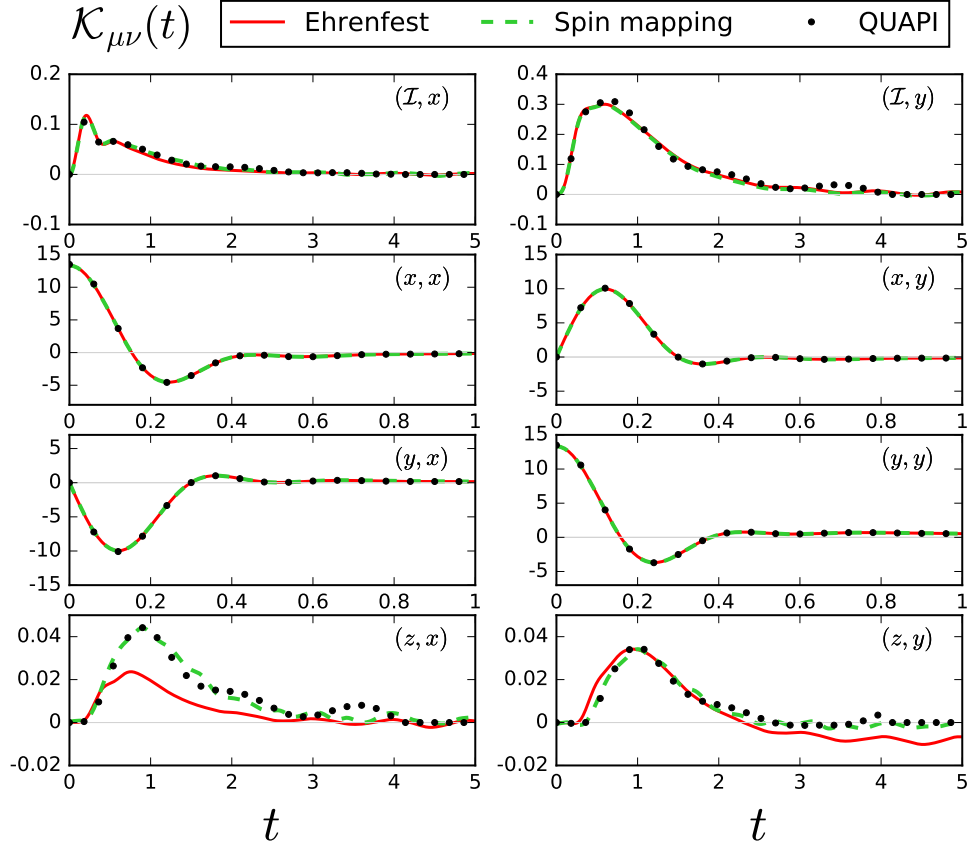 𝒦μν(t) Ehrenfest Spin mapping QUAPI
0.2 0.1 0 -0.1 (ℐ, x) 0 1 2 3 4 5
0.4 0.3 0.2 0.1 0 -0.1 (ℐ, y) 0 1 2 3 4 5
15 10 5 0 -5 (x, x) 0 0.2 0.4 0.6 0.8 1
15 10 5 0 -5 (x, y) 0 0.2 0.4 0.6 0.8 1
5 0 -5 -10 -15 (y, x) 0 0.2 0.4 0.6 0.8 1
15 10 5 0 -5 (y, y) 0 0.2 0.4 0.6 0.8 1
0.04 0.02 0 -0.02 (z, x) 0 1 2 3 4 5
0.04 0.02 0 -0.02 (z, y) 0 1 2 3 4 5
t t